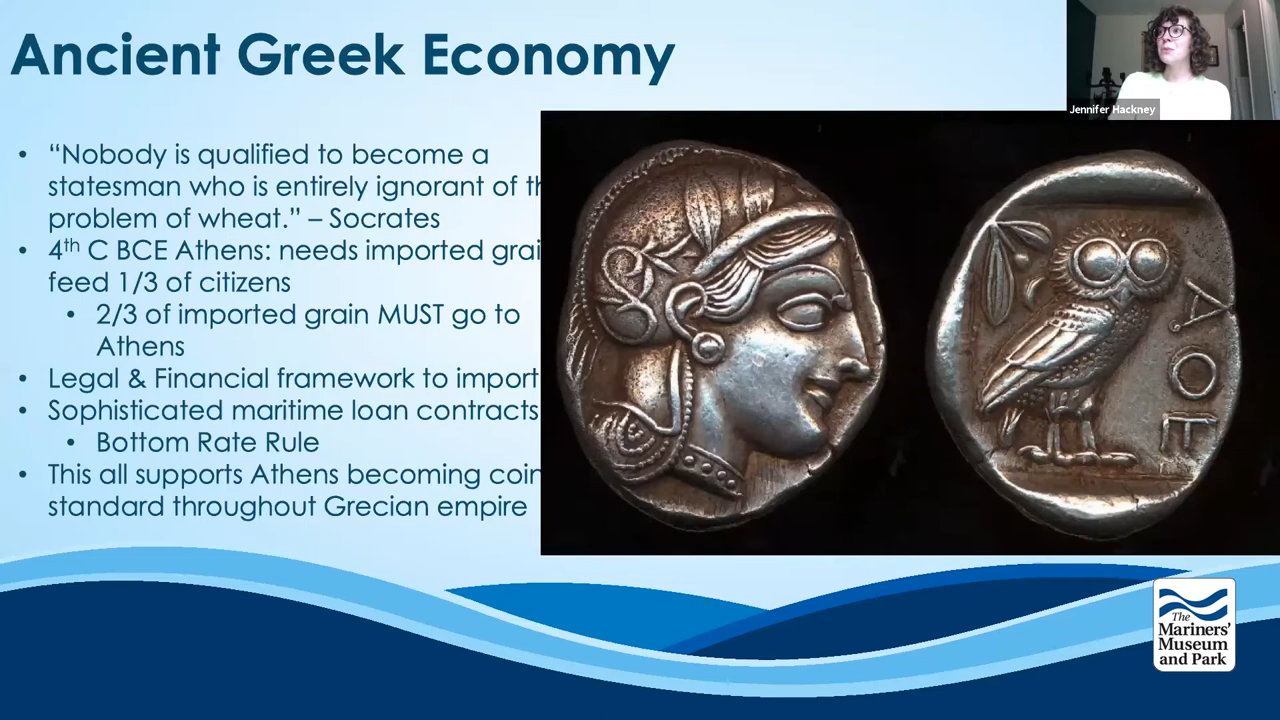 Ancient Greek Economy
Jennifer Hackney
• “Nobody is qualified to become a
statesman who is entirely ignorant of th
problem of wheat.” – Socrates
• 4th C BCE Athens: needs imported grai
feed 1/3 of citizens
• 2/3 of imported grain MUST go to
Athens
• Legal & Financial framework to import
• Sophisticated maritime loan contracts
• Bottom Rate Rule
• This all supports Athens becoming coin
standard throughout Grecian empire
ΑΘΕ
The
Mariners’
Museum
and Park